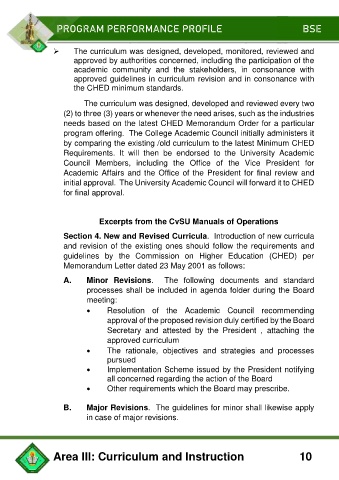 PROGRAM PERFORMANCE PROFILE BSE
➢ The curriculum was designed, developed, monitored, reviewed and
approved by authorities concerned, including the participation of the
academic community and the stakeholders, in consonance with
approved guidelines in curriculum revision and in consonance with
the CHED minimum standards.
The curriculum was designed, developed and reviewed every two
(2) to three (3) years or whenever the need arises, such as the industries
needs based on the latest CHED Memorandum Order for a particular
program offering. The College Academic Council initially administers it
by comparing the existing /old curriculum to the latest Minimum CHED
Requirements. It will then be endorsed to the University Academic
Council Members, including the Office of the Vice President for
Academic Affairs and the Office of the President for final review and
initial approval. The University Academic Council will forward it to CHED
for final approval.
Excerpts from the CvSU Manuals of Operations
Section 4. New and Revised Curricula. Introduction of new curricula
and revision of the existing ones should follow the requirements and
guidelines by the Commission on Higher Education (CHED) per
Memorandum Letter dated 23 May 2001 as follows:
A. Minor Revisions. The following documents and standard
processes shall be included in agenda folder during the Board
meeting:
• Resolution of the Academic Council recommending
approval of the proposed revision duly certified by the Board
Secretary and attested by the President , attaching the
approved curriculum
• The rationale, objectives and strategies and processes
pursued
• Implementation Scheme issued by the President notifying
all concerned regarding the action of the Board
• Other requirements which the Board may prescribe.
B. Major Revisions. The guidelines for minor shall likewise apply
in case of major revisions.
Area III: Curriculum and Instruction 10